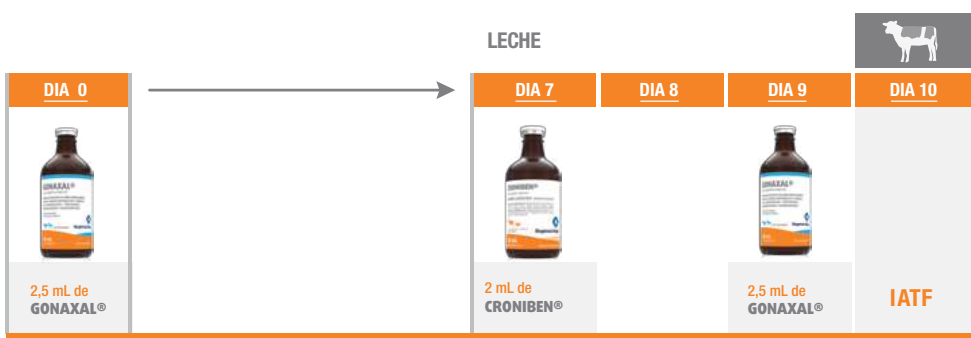 LECHE
DIA 0
DIA 7
DIA 8
DIA 9
DIA 10
GONAXAL®
CRONIBEN®
GONAXAL®
2,5 mL de
GONAXAL®
2 mL de
CRONIBEN®
2,5 mL de
GONAXAL®
IATF